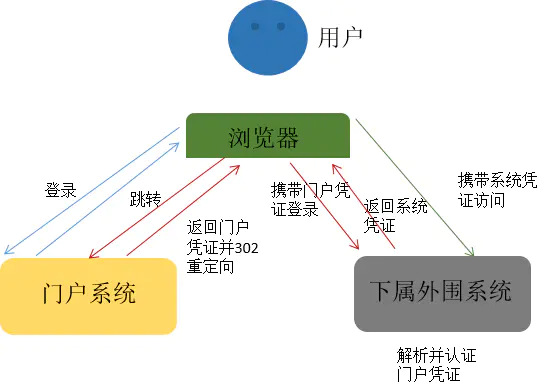 用户
浏览器
登录
跳转
返回门户
凭证并302
重定向
携带门户凭
证登录
返回系统
凭证
携带系统凭
证访问
门户系统
下属外围系统
解析并认证
门户凭证